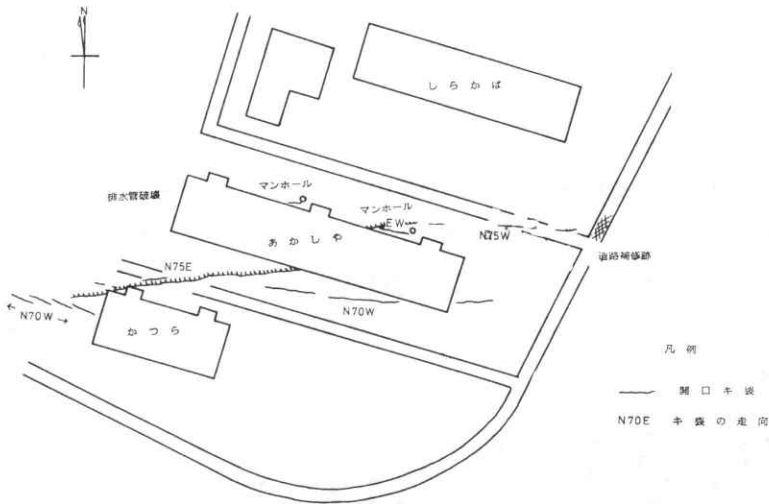 N
しらかば
排水管破壊
マンホール
マンホール
EW
N75W
あかしや
道路補修跡
N75E
N70W
N70W
かつら
凡例
開口キ裂
N70E キ裂の走向